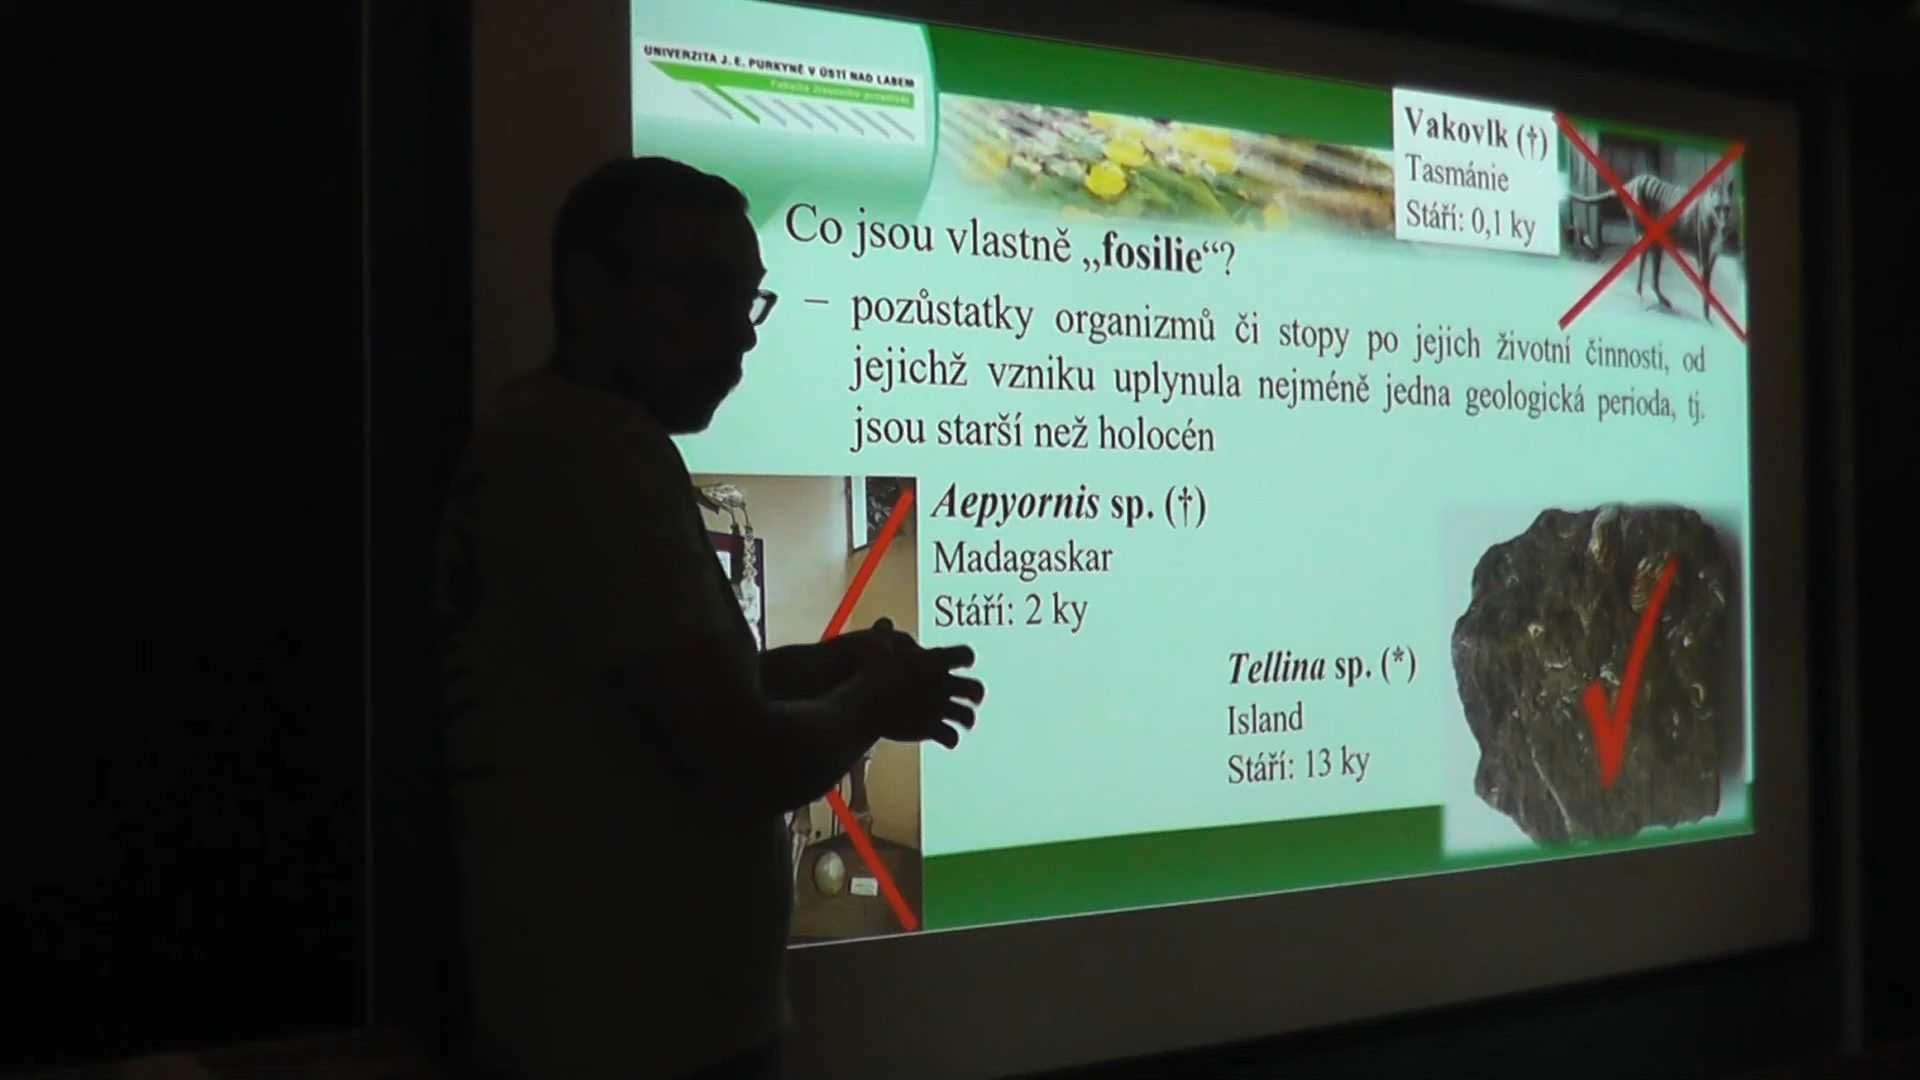 UNIVERZITA J. E. PURKYNĚ V ÚSTÍ NAD LABEM
Fakulta životního prostředí
Vakovlk (†)
Tasmánie
Stáří: 0,1 ky
Co jsou vlastně „fosilie“?
– pozůstatky organizmů či stopy po jejich životní činnosti, od
jejichž vzniku uplynula nejméně jedna geologická perioda, tj.
jsou starší než holocén
Aepyornis sp. (†)
Madagaskar
Stáří: 2 ky
Tellina sp. (*)
Island
Stáří: 13 ky